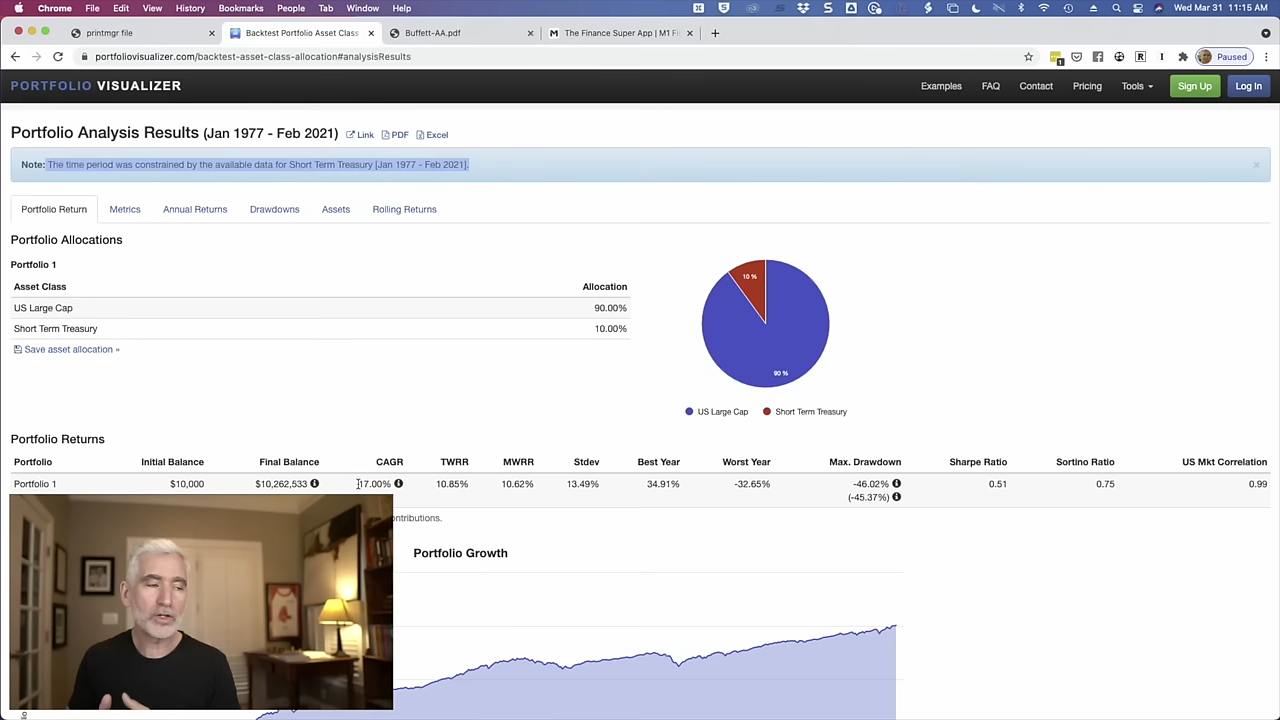 Chrome File Edit View History Bookmarks People Tab Window Help Wed Mar 31 11:15 AM
printmgr file
Backtest Portfolio Asset Class
Buffett-AA.pdf
The Finance Super App | M1 Fi
portfoliovisualizer.com/backtest-asset-class-allocation#analysisResults
Paused
PORTFOLIO VISUALIZER
Examples FAQ Contact Pricing Tools Sign Up Log In
Portfolio Analysis Results (Jan 1977 - Feb 2021) Link PDF Excel
Note: The time period was constrained by the available data for Short Term Treasury [Jan 1977 - Feb 2021].
Portfolio Return Metrics Annual Returns Drawdowns Assets Rolling Returns
Portfolio Allocations
Portfolio 1
Asset Class Allocation
US Large Cap 90.00%
Short Term Treasury 10.00%
Save asset allocation »
10 %
90 %
US Large Cap Short Term Treasury
Portfolio Returns
Portfolio Initial Balance Final Balance CAGR TWRR MWRR Stdev Best Year Worst Year Max. Drawdown Sharpe Ratio Sortino Ratio US Mkt Correlation
Portfolio 1 $10,000 $10,262,533 17.00% 10.85% 10.62% 13.49% 34.91% -32.65% -46.02% 0.51 0.75 0.99
(-45.37%)
ontributions.
Portfolio Growth